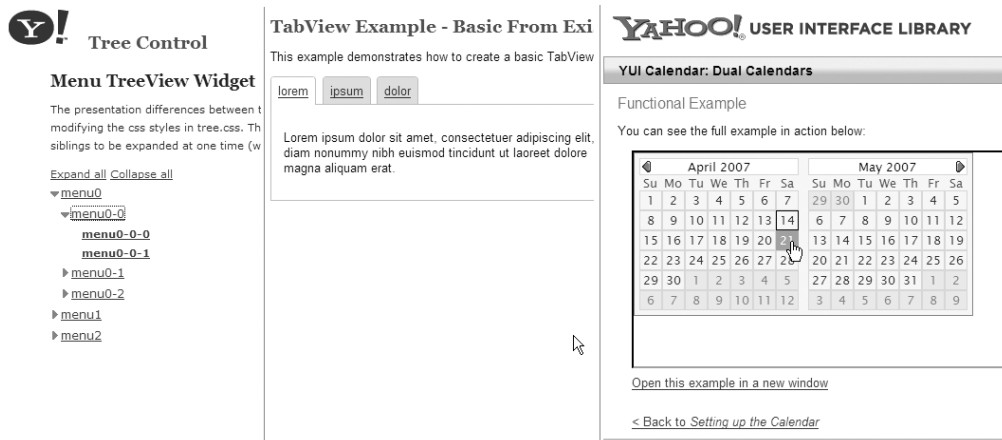 Y!
Tree Control
Menu TreeView Widget
The presentation differences between t
modifying the css styles in tree.css. Th
siblings to be expanded at one time (w
Expand all Collapse all
menu0
menu0-0
menu0-0-0
menu0-0-1
menu0-1
menu0-2
menu1
menu2
TabView Example - Basic From Exi
This example demonstrates how to create a basic TabView
lorem ipsum dolor
Lorem ipsum dolor sit amet, consectetuer adipiscing elit,
diam nonummy nibh euismod tincidunt ut laoreet dolore
magna aliquam erat.
YAHOO! USER INTERFACE LIBRARY
YUI Calendar: Dual Calendars
Functional Example
You can see the full example in action below:
April 2007
Su Mo Tu We Th Fr Sa
1 2 3 4 5 6 7
8 9 10 11 12 13 14
15 16 17 18 19 20 21
22 23 24 25 26 27 28
29 30 1 2 3 4 5
6 7 8 9 10 11 12
May 2007
Su Mo Tu We Th Fr Sa
29 30 1 2 3 4 5
6 7 8 9 10 11 12
13 14 15 16 17 18 19
20 21 22 23 24 25 26
27 28 29 30 31 1 2
3 4 5 6 7 8 9
Open this example in a new window
< Back to Setting up the Calendar